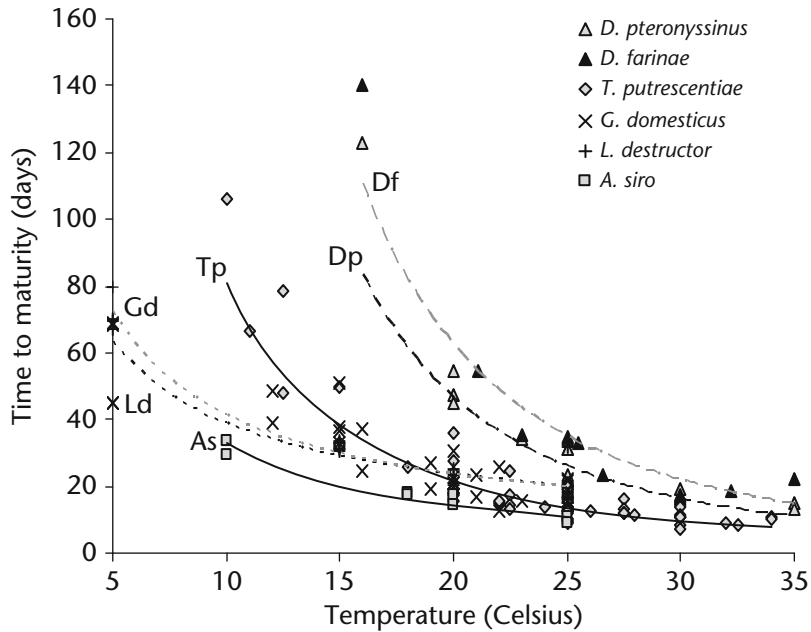 160
140
120
100
80
60
40
20
0
Time to maturity (days)
D. pteronyssinus
D. farinae
T. putrescentiae
G. domesticus
L. destructor
A. siro
Df
Dp
Tp
Gd
Ld
As
5 10 15 20 25 30 35
Temperature (Celsius)